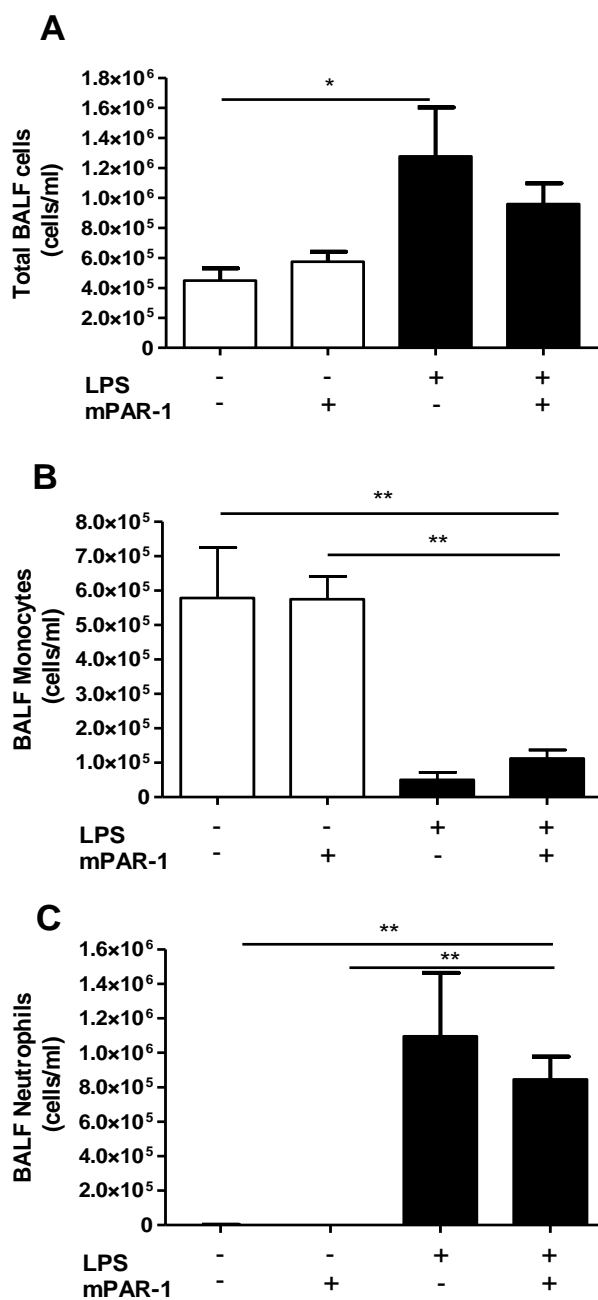 A
Total BALF cells
(cells/ml)
1.8×10⁶
1.6×10⁶
1.4×10⁶
1.2×10⁶
1.0×10⁶
8.0×10⁵
6.0×10⁵
4.0×10⁵
2.0×10⁵
0
*
LPS - - + +
mPAR-1 - + - +
B
BALF Monocytes
(cells/ml)
8.0×10⁵
7.0×10⁵
6.0×10⁵
5.0×10⁵
4.0×10⁵
3.0×10⁵
2.0×10⁵
1.0×10⁵
0
**
**
LPS - - + +
mPAR-1 - + - +
C
BALF Neutrophils
(cells/ml)
1.6×10⁶
1.4×10⁶
1.2×10⁶
1.0×10⁶
8.0×10⁵
6.0×10⁵
4.0×10⁵
2.0×10⁵
0
**
**
LPS - - + +
mPAR-1 - + - +